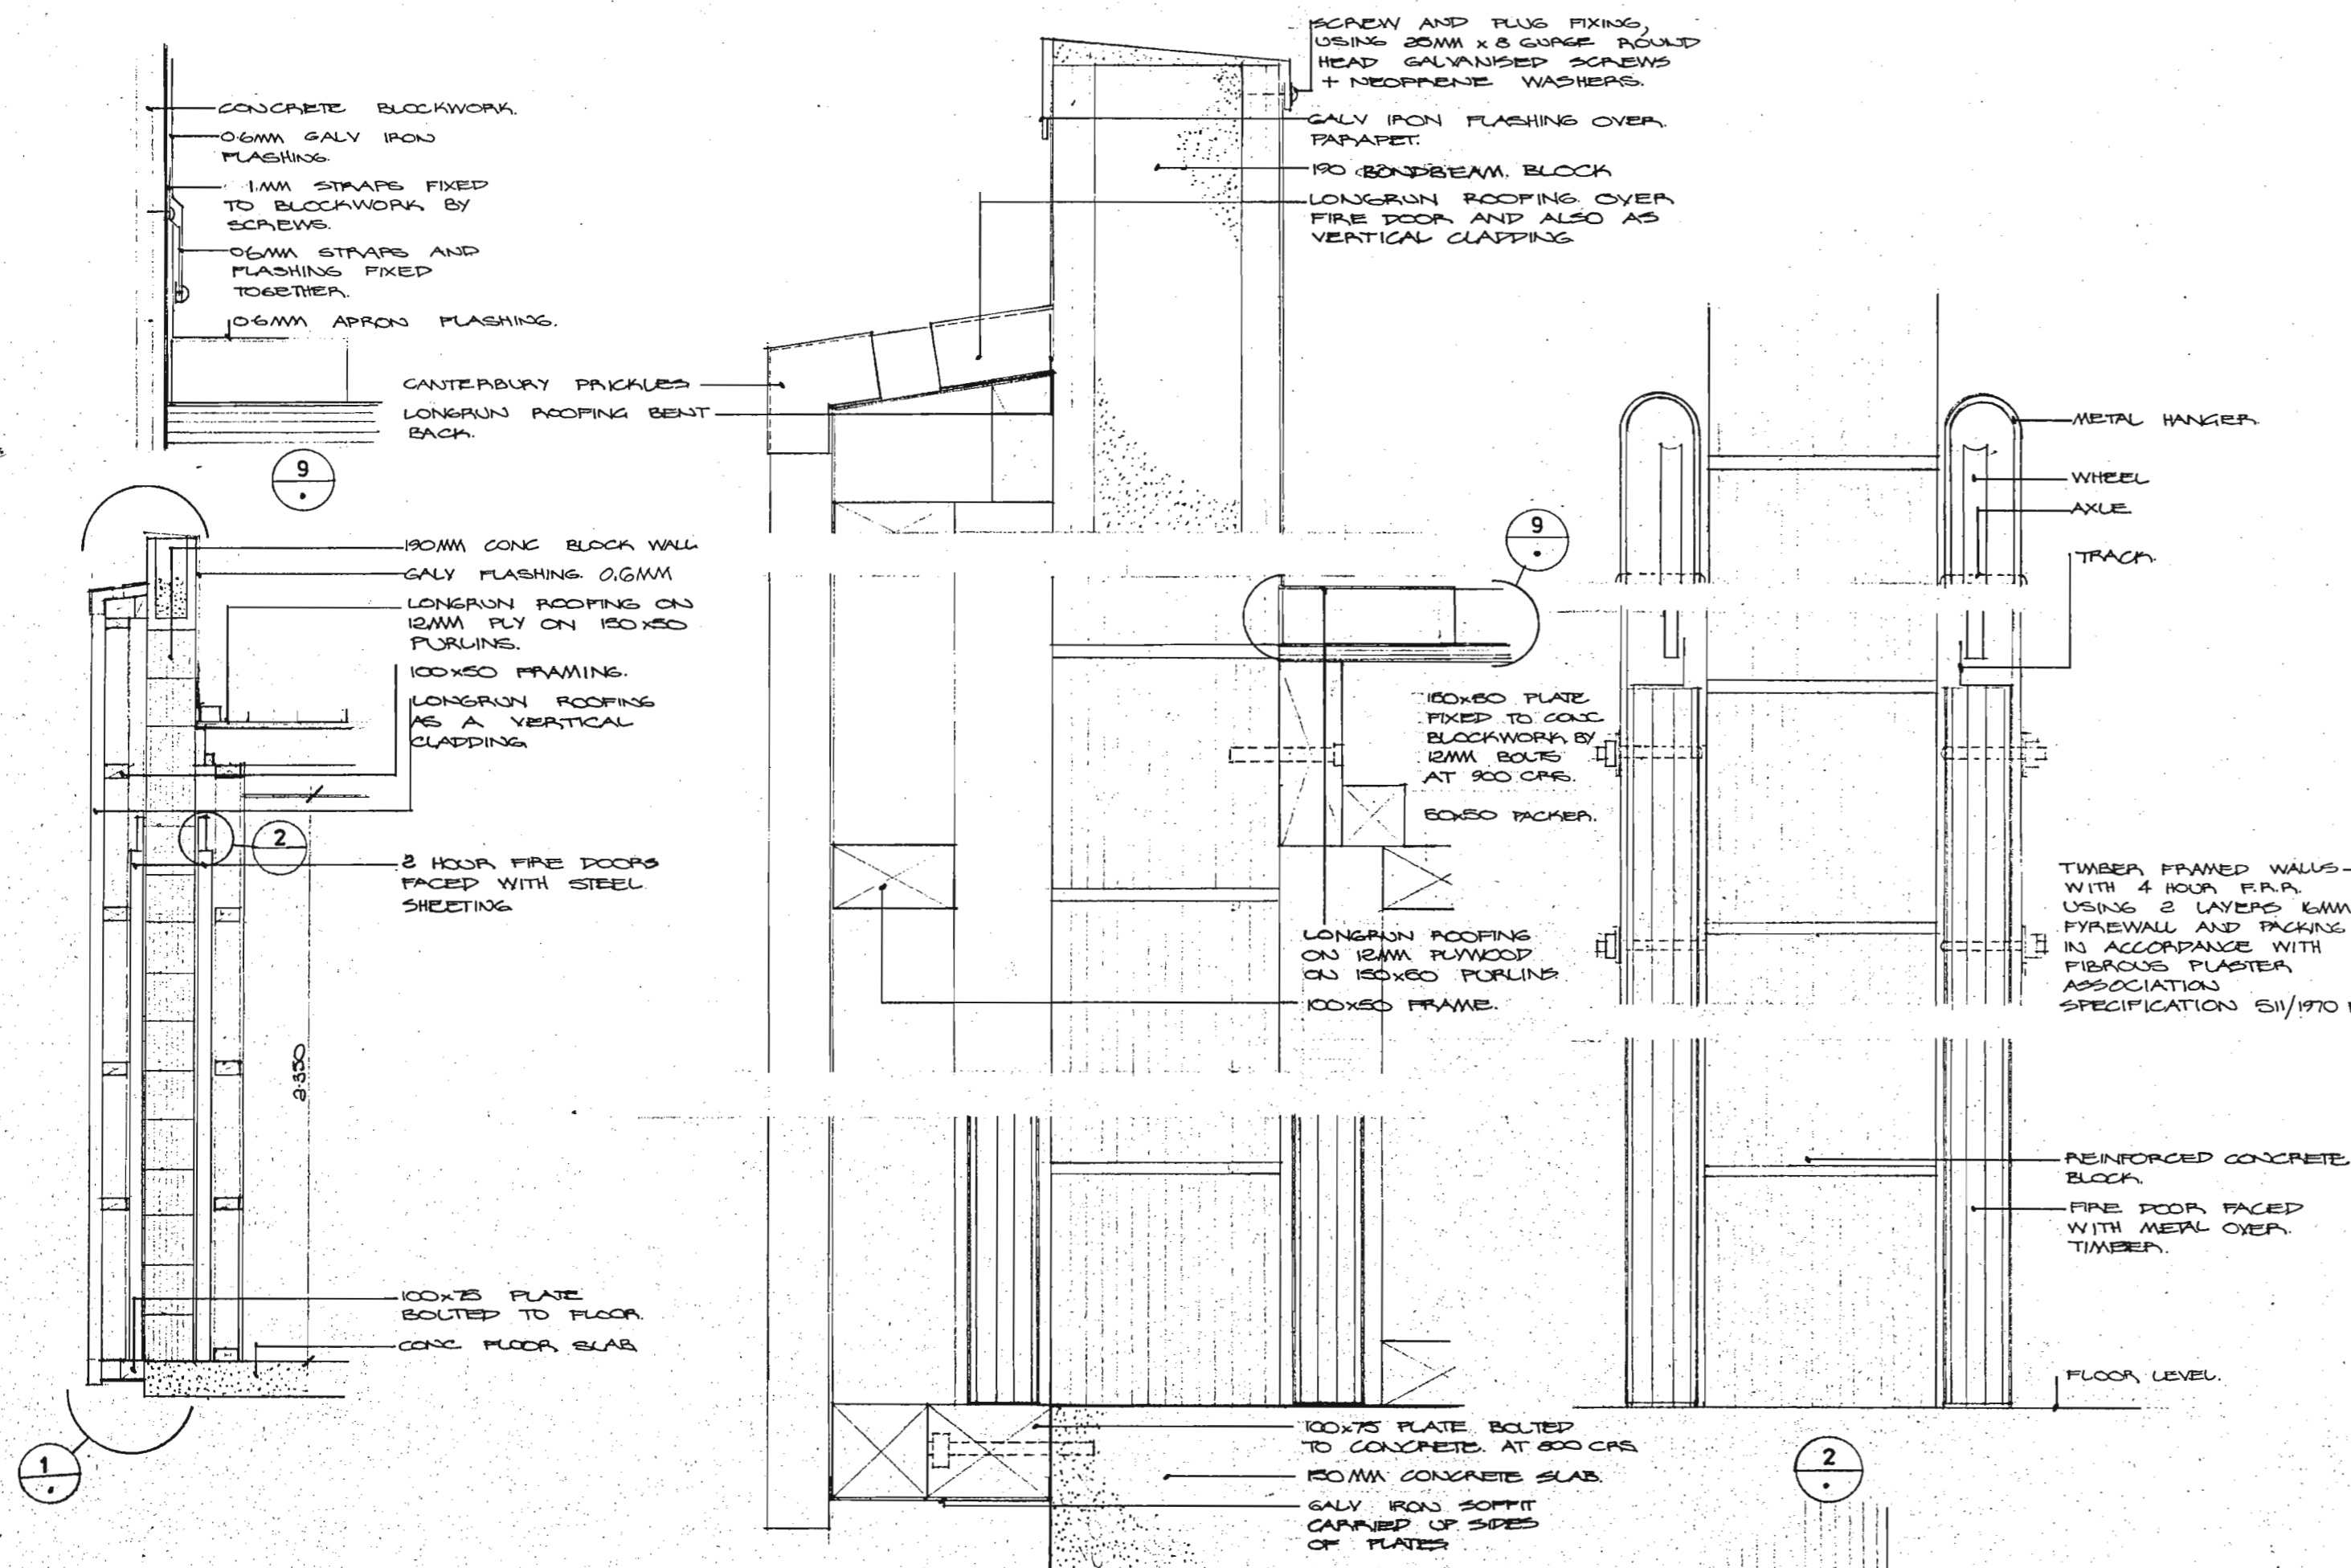 CONCRETE BLOCKWORK.
0.6MM GALV IRON
FLASHING.
1.MM STRAPS FIXED
TO BLOCKWORK BY
SCREWS.
0.6MM STRAPS AND
FLASHING FIXED
TOGETHER.
0.6MM APRON FLASHING.
9
CANTERBURY PRICKLES
LONGRUN ROOFING BENT
BACK.
SCREW AND PLUG FIXING,
USING 25MM x 8 GUAGE ROUND
HEAD GALVANISED SCREWS
+ NEOPRENE WASHERS.
GALV IRON FLASHING OVER
PARAPET.
190 BONDBEAM BLOCK
LONGRUN ROOFING OVER
FIRE DOOR AND ALSO AS
VERTICAL CLADDING
190MM CONC BLOCK WALL
GALV FLASHING. 0.6MM
LONGRUN ROOFING ON
12MM PLY ON 150x50
PURLINS.
100x50 FRAMING.
LONGRUN ROOFING
AS A VERTICAL
CLADDING
2
2 HOUR FIRE DOORS
FACED WITH STEEL
SHEETING
2.350
100x75 PLATE
BOLTED TO FLOOR.
CONC FLOOR SLAB
1
9
150x50 PLATE
FIXED TO CONC
BLOCKWORK BY
12MM BOLTS
AT 900 CRS.
50x50 PACKER.
LONGRUN ROOFING
ON 12MM PLYWOOD
ON 150x50 PURLINS
100x50 FRAME.
100x75 PLATE BOLTED
TO CONCRETE. AT 800 CRS
150MM CONCRETE SLAB.
GALV IRON SOFFIT
CARRIED UP SIDES
OF PLATES
METAL HANGER
WHEEL
AXLE
TRACK.
TIMBER FRAMED WALLS
WITH 4 HOUR F.R.R.
USING 2 LAYERS 16MM
FYREWALL AND PACKING
IN ACCORDANCE WITH
FIBROUS PLASTER
ASSOCIATION
SPECIFICATION 511/1970
REINFORCED CONCRETE
BLOCK.
FIRE DOOR FACED
WITH METAL OVER
TIMBER.
FLOOR LEVEL.
2